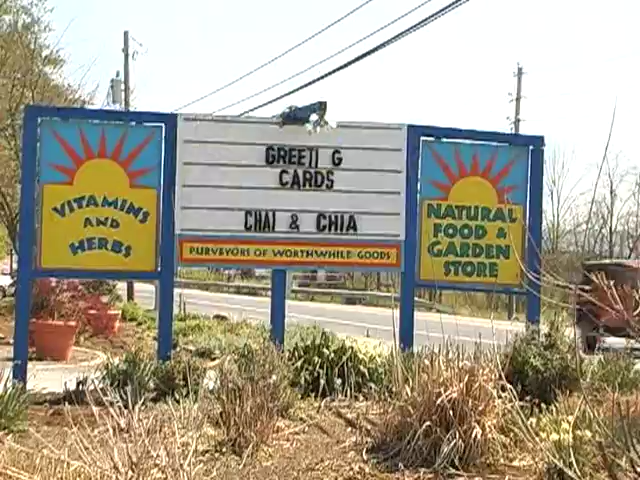 VITAMINS
AND
HERBS
GREETI G
CARDS
CHAI & CHIA
PURVEYORS OF WORTHWHILE GOODS
NATURAL
FOOD &
GARDEN
STORE